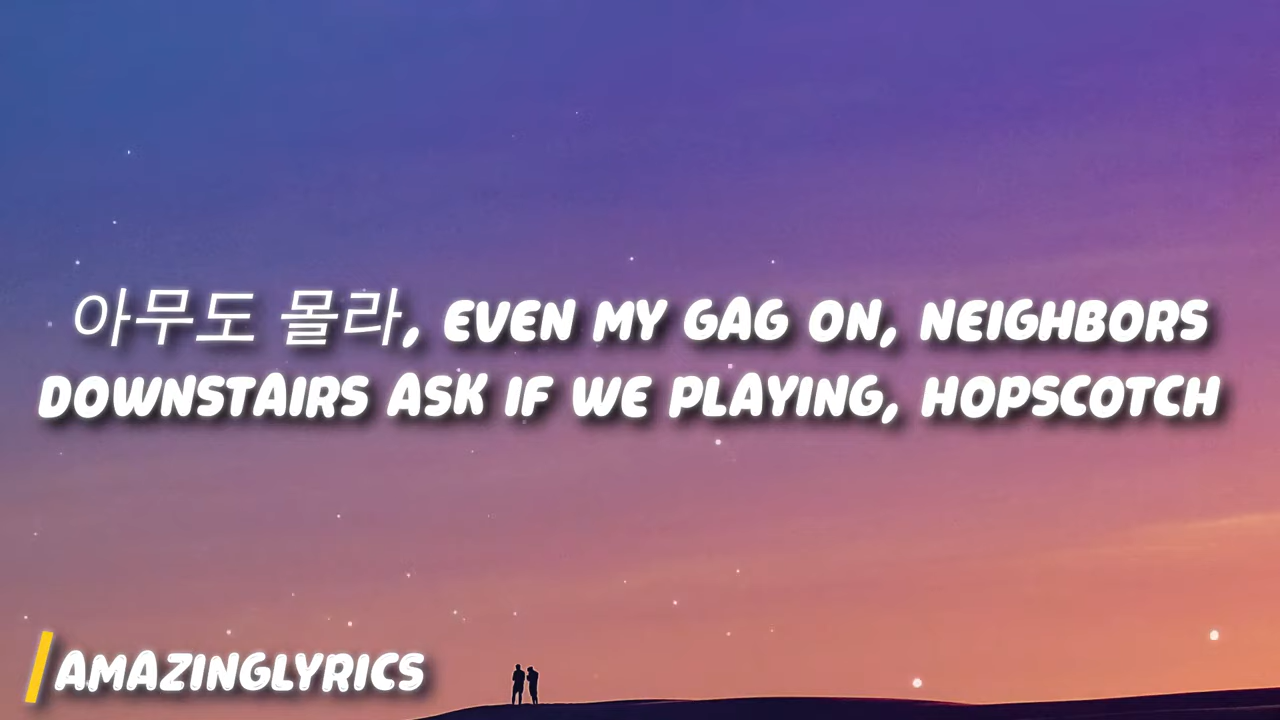 아무도 몰라, EVEN MY GAG ON, NEIGHBORS
DOWNSTAIRS ASK IF WE PLAYING, HOPSCOTCH
AMAZINGLYRICS